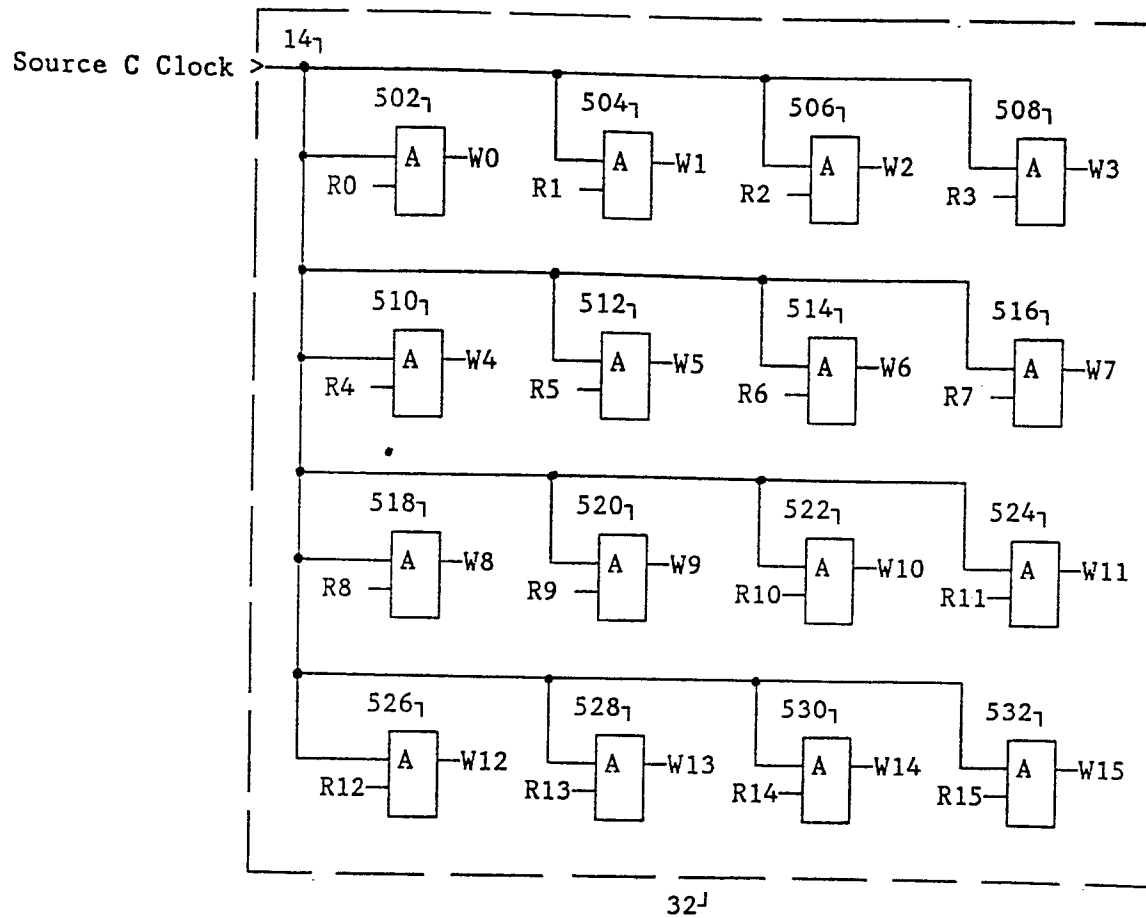 14
Source C Clock
502 504 506 508
A W0 A W1 A W2 A W3
R0 R1 R2 R3
510 512 514 516
A W4 A W5 A W6 A W7
R4 R5 R6 R7
518 520 522 524
A W8 A W9 A W10 A W11
R8 R9 R10 R11
526 528 530 532
A W12 A W13 A W14 A W15
R12 R13 R14 R15
32